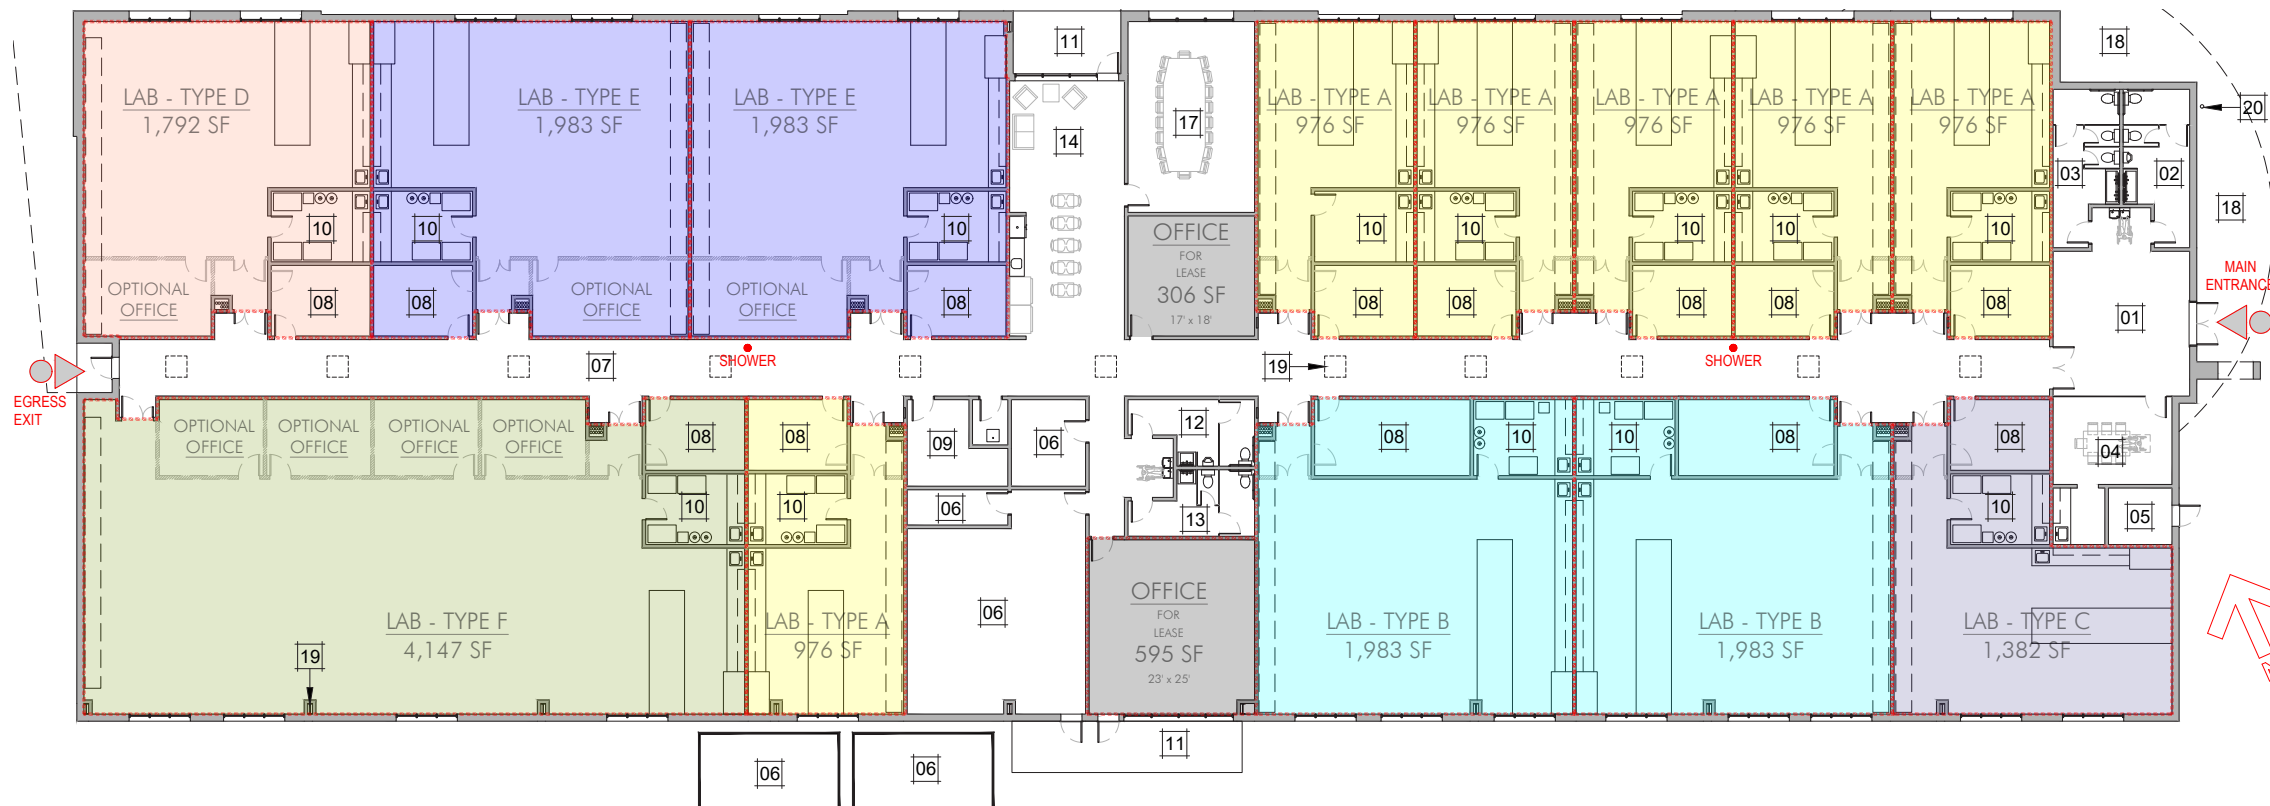 LAB - TYPE D
1,792 SF
LAB - TYPE E
1,983 SF
LAB - TYPE E
1,983 SF
11
14
17
LAB - TYPE A
976 SF
LAB - TYPE A
976 SF
LAB - TYPE A
976 SF
LAB - TYPE A
976 SF
LAB - TYPE A
976 SF
18
20
03
02
18
10
10
10
10
10
10
10
10
OFFICE
FOR
LEASE
306 SF
17' x 18'
OPTIONAL
OFFICE
08
08
OPTIONAL
OFFICE
OPTIONAL
OFFICE
08
08
08
08
08
08
01
MAIN
ENTRANCE
EGRESS
EXIT
07
SHOWER
19
SHOWER
OPTIONAL
OFFICE
OPTIONAL
OFFICE
OPTIONAL
OFFICE
OPTIONAL
OFFICE
08
08
09
06
12
08
10
10
08
08
04
10
10
06
13
10
05
LAB - TYPE F
4,147 SF
19
LAB - TYPE A
976 SF
06
OFFICE
FOR
LEASE
595 SF
23' x 25'
LAB - TYPE B
1,983 SF
LAB - TYPE B
1,983 SF
LAB - TYPE C
1,382 SF
06
06
11